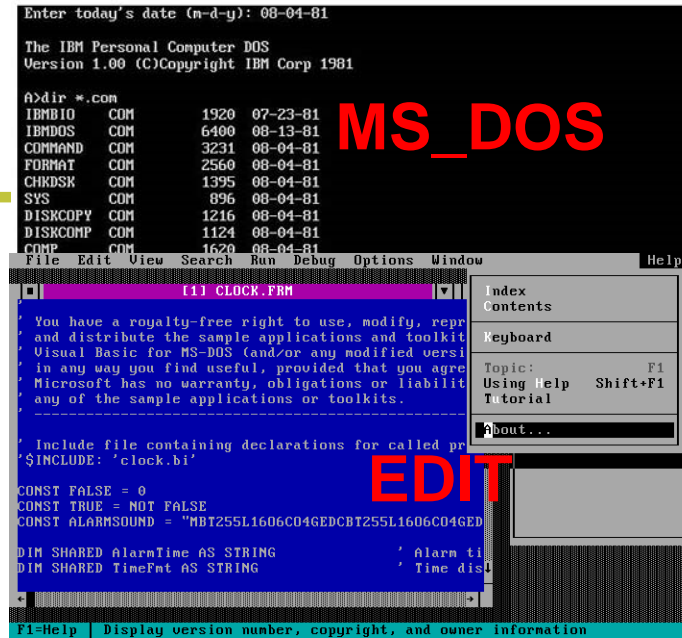 Enter today's date (m-d-y): 08-04-81
The IBM Personal Computer DOS
Version 1.00 (C)Copyright IBM Corp 1981
A>dir *.com
IBMBIO COM 1920 07-23-81
IBMDOS COM 6400 08-13-81
COMMAND COM 3231 08-04-81
FORMAT COM 2560 08-04-81
CHKDSK COM 1395 08-04-81
SYS COM 896 08-04-81
DISKCOPY COM 1216 08-04-81
DISKCOMP COM 1124 08-04-81
COMP COM 1620 08-04-81
MS_DOS
File Edit View Search Run Debug Options Window Help
[1] CLOCK.FRM
'
' You have a royalty-free right to use, modify, repr
' and distribute the sample applications and toolkit
' Visual Basic for MS-DOS (and/or any modified versi
' in any way you find useful, provided that you agre
' Microsoft has no warranty, obligations or liabilit
' any of the sample applications or toolkits.
' --------------------------------------------------
' Include file containing declarations for called pr
'$INCLUDE: 'clock.bi'
CONST FALSE = 0
CONST TRUE = NOT FALSE
CONST ALARMSOUND = "MBT255L16O6CO4GEDCBT255L16O6CO4GED
DIM SHARED AlarmTime AS STRING ' Alarm ti
DIM SHARED TimeFmt AS STRING ' Time dis
Index
Contents
Keyboard
Topic: F1
Using Help Shift+F1
Tutorial
About...
EDIT
F1=Help | Display version number, copyright, and owner information